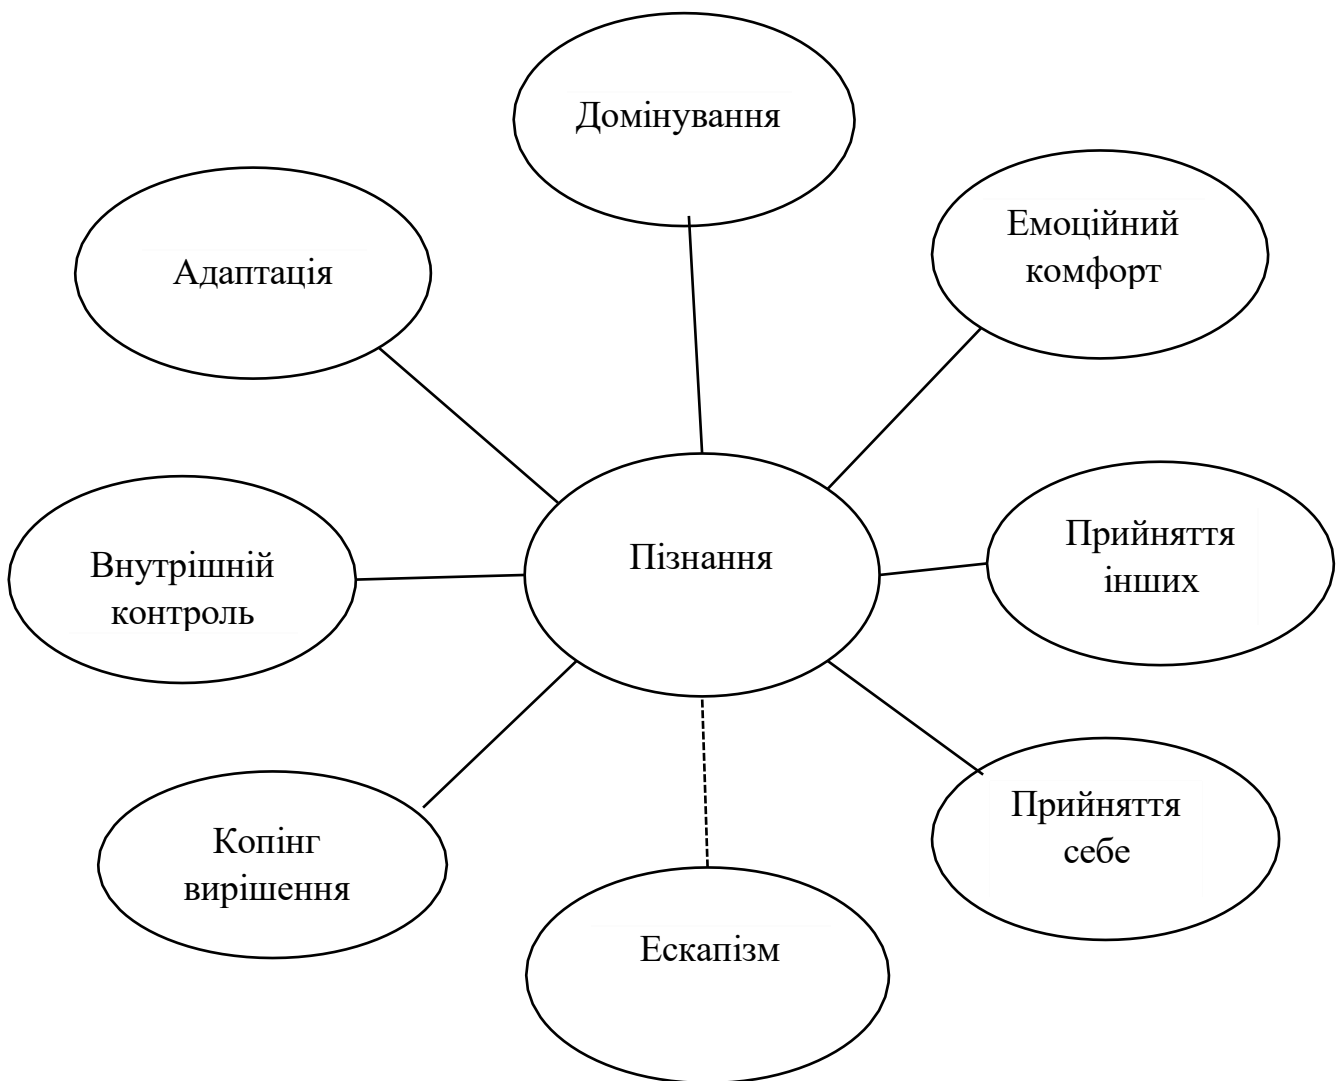 Домінування
Емоційний
комфорт
Адаптація
Пізнання
Прийняття
інших
Внутрішній
контроль
Прийняття
себе
Копінг
вирішення
Ескапізм